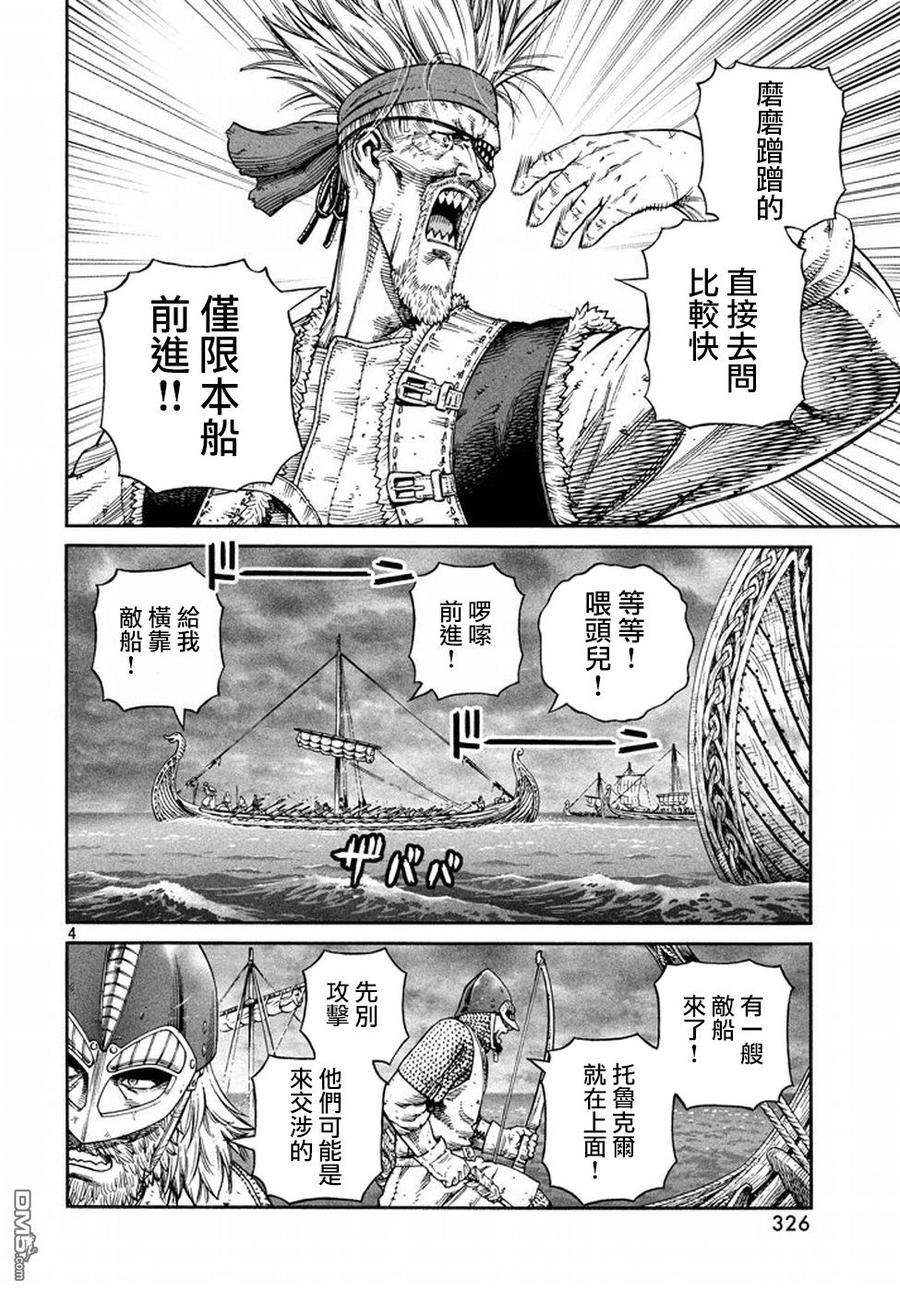 磨磨蹭蹭的
直接去問
比較快
僅限本船
前進!!
等等!
喂頭兒!
啰嗦
前進!
給我
橫靠
敵船!
ド──ン
ド──ン
ザババ
4
有一艘
敵船
來了!
托魯克爾
就在上面!
先別
攻擊
他們可能是
來交涉的
326
DM5.com